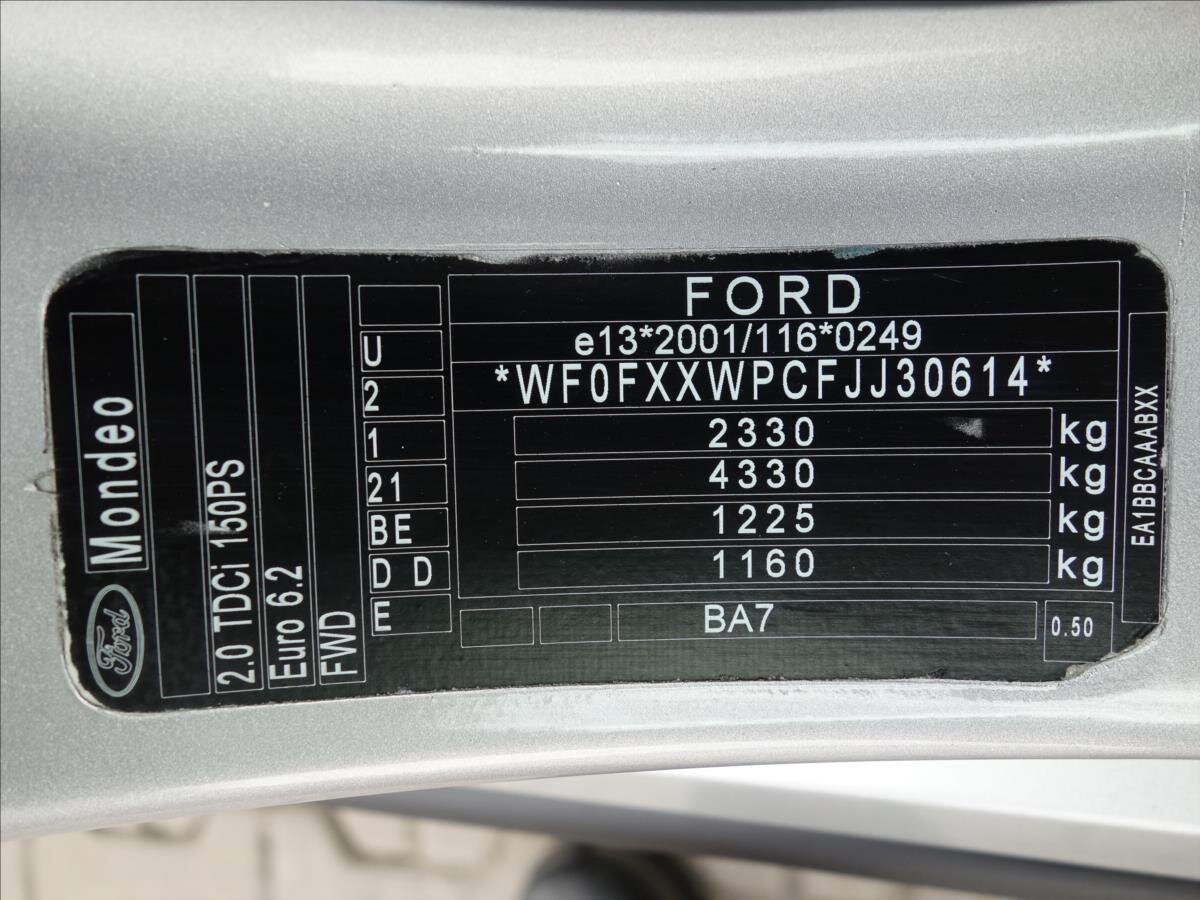 Ford
Mondeo
2.0 TDCi 150PS
Euro 6.2
FWD
U
2
1
21
BE
D D
E
FORD
e13*2001/116*0249
*WF0FXXWPCFJJ30614*
2330 kg
4330 kg
1225 kg
1160 kg
BA7
0.50
EA1BBCAAABXX